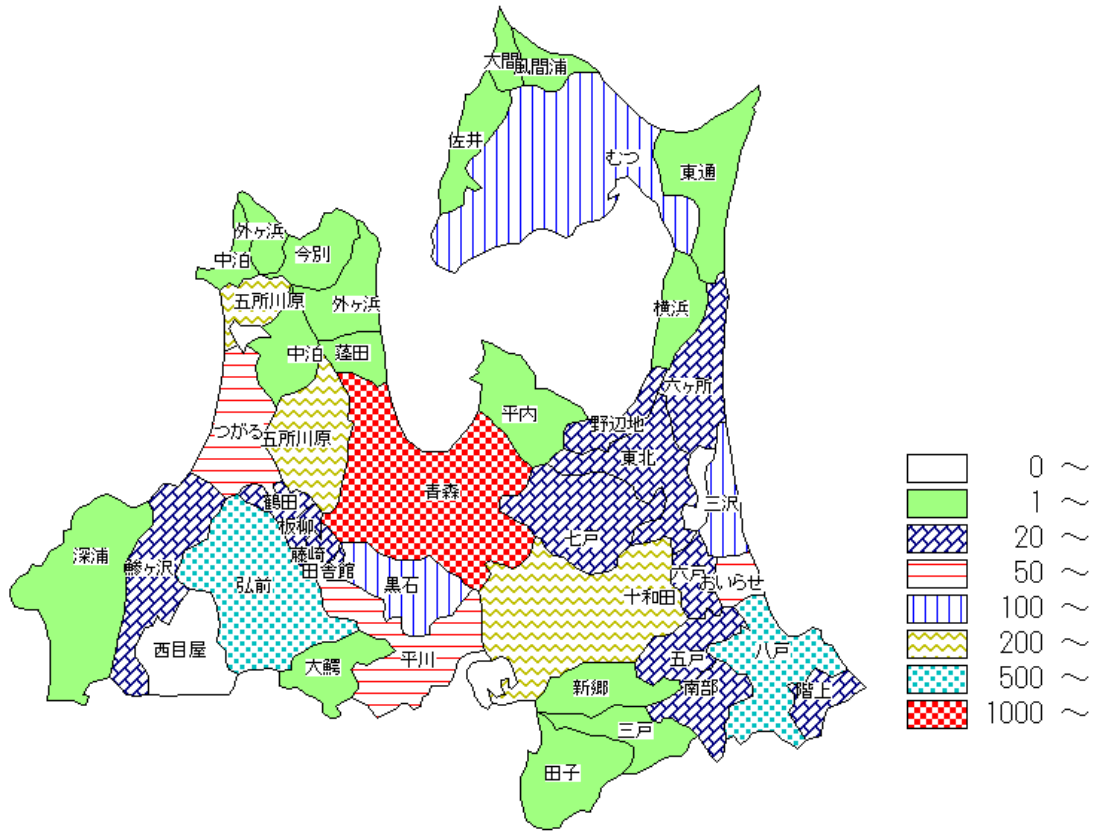 大間
風間浦
佐井
むつ
東通
外ヶ浜
今別
中泊
五所川原
外ヶ浜
横浜
中泊
蓬田
六ヶ所
平内
野辺地
つがる
五所川原
東北
青森
三沢
鶴田
板柳
七戸
深浦
鰺ヶ沢
藤崎
田舎館
弘前
黒石
六戸
おいらせ
十和田
西目屋
平川
五戸
八戸
大鰐
新郷
南部
階上
三戸
田子
0 ～
1 ～
20 ～
50 ～
100 ～
200 ～
500 ～
1000 ～